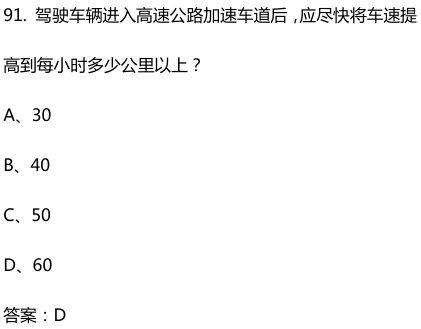 91. 驾驶车辆进入高速公路加速车道后,应尽快将车速提
高到每小时多少公里以上？
A、30
B、40
C、50
D、60
答案：D